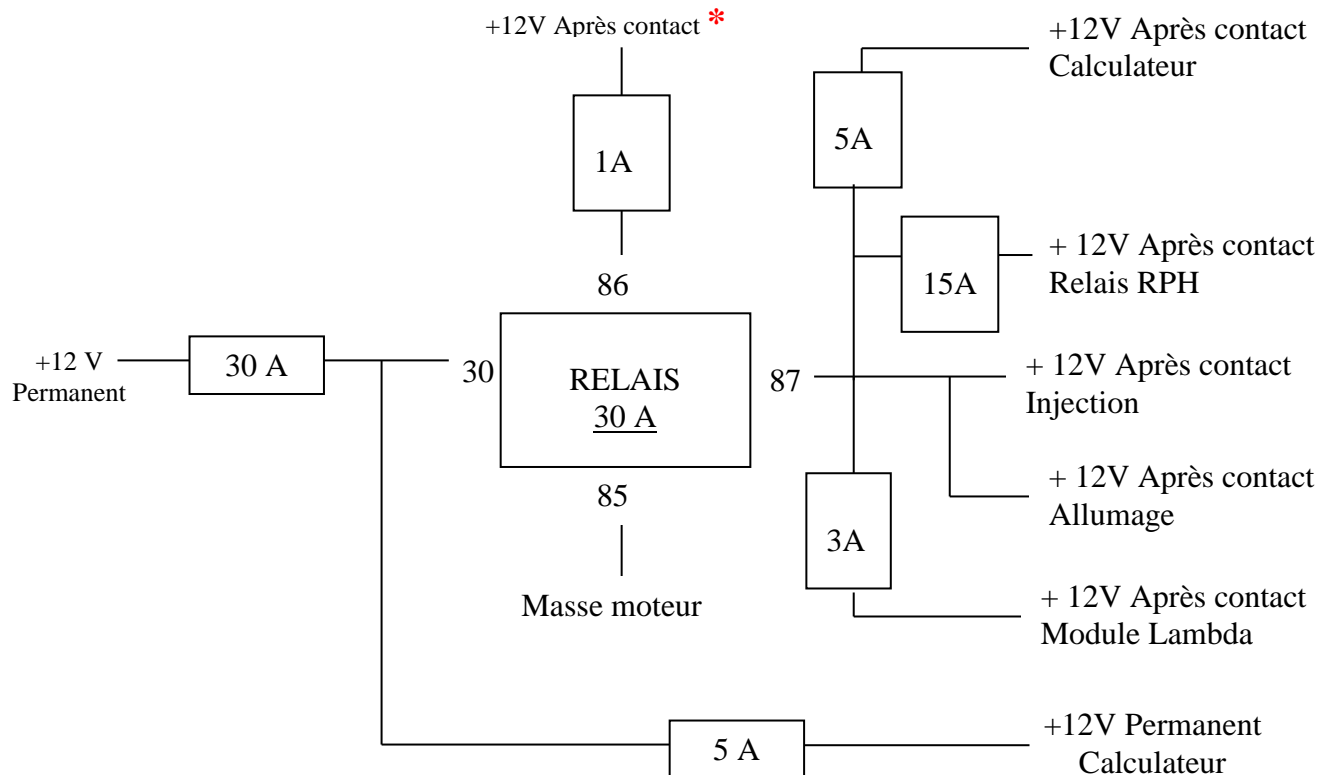 +12V Après contact *
1A
86
+12 V
Permanent
30 A
30
RELAIS
30 A
87
85
Masse moteur
+12V Après contact
Calculateur
5A
+ 12V Après contact
Relais RPH
15A
+ 12V Après contact
Injection
+ 12V Après contact
Allumage
3A
+ 12V Après contact
Module Lambda
5 A
+12V Permanent
Calculateur